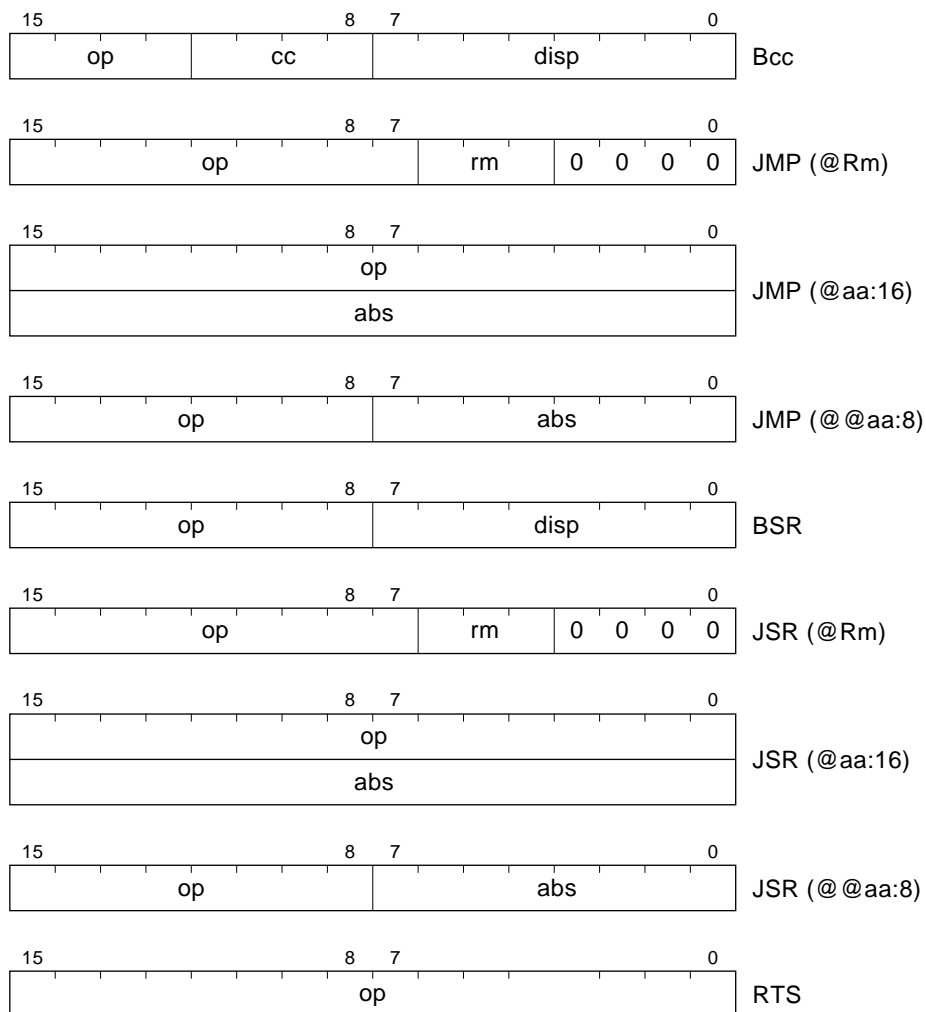 15 8 7 0
op cc disp Bcc
15 8 7 0
op rm 0 0 0 0 JMP (@Rm)
15 8 7 0
op
JMP (@aa:16)
abs
15 8 7 0
op abs JMP (@@aa:8)
15 8 7 0
op disp BSR
15 8 7 0
op rm 0 0 0 0 JSR (@Rm)
15 8 7 0
op
JSR (@aa:16)
abs
15 8 7 0
op abs JSR (@@aa:8)
15 8 7 0
op RTS